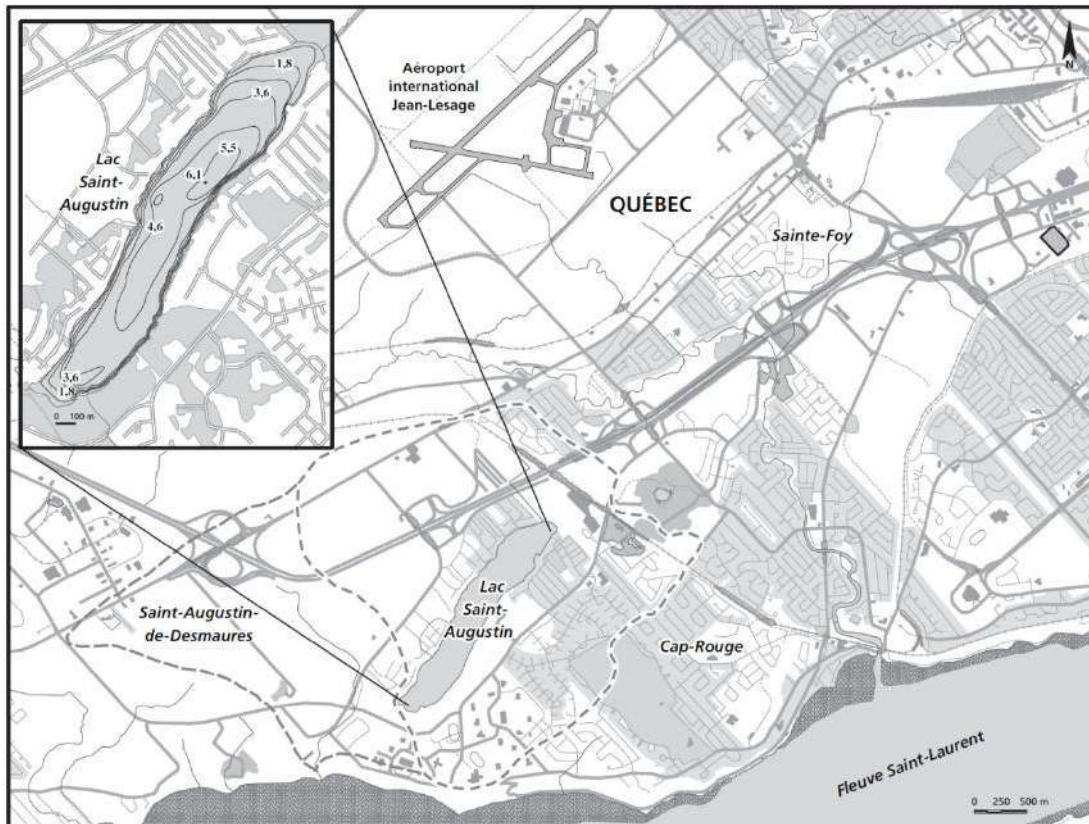 1,8
3,6
5,5
6,1
4,6
Lac
Saint-
Augustin
3,6
1,8
0 100 m
Aéroport
international
Jean-Lesage
N
QUÉBEC
Sainte-Foy
Saint-Augustin-
de-Desmaures
Lac
Saint-
Augustin
Cap-Rouge
Fleuve Saint-Laurent
0 250 500 m